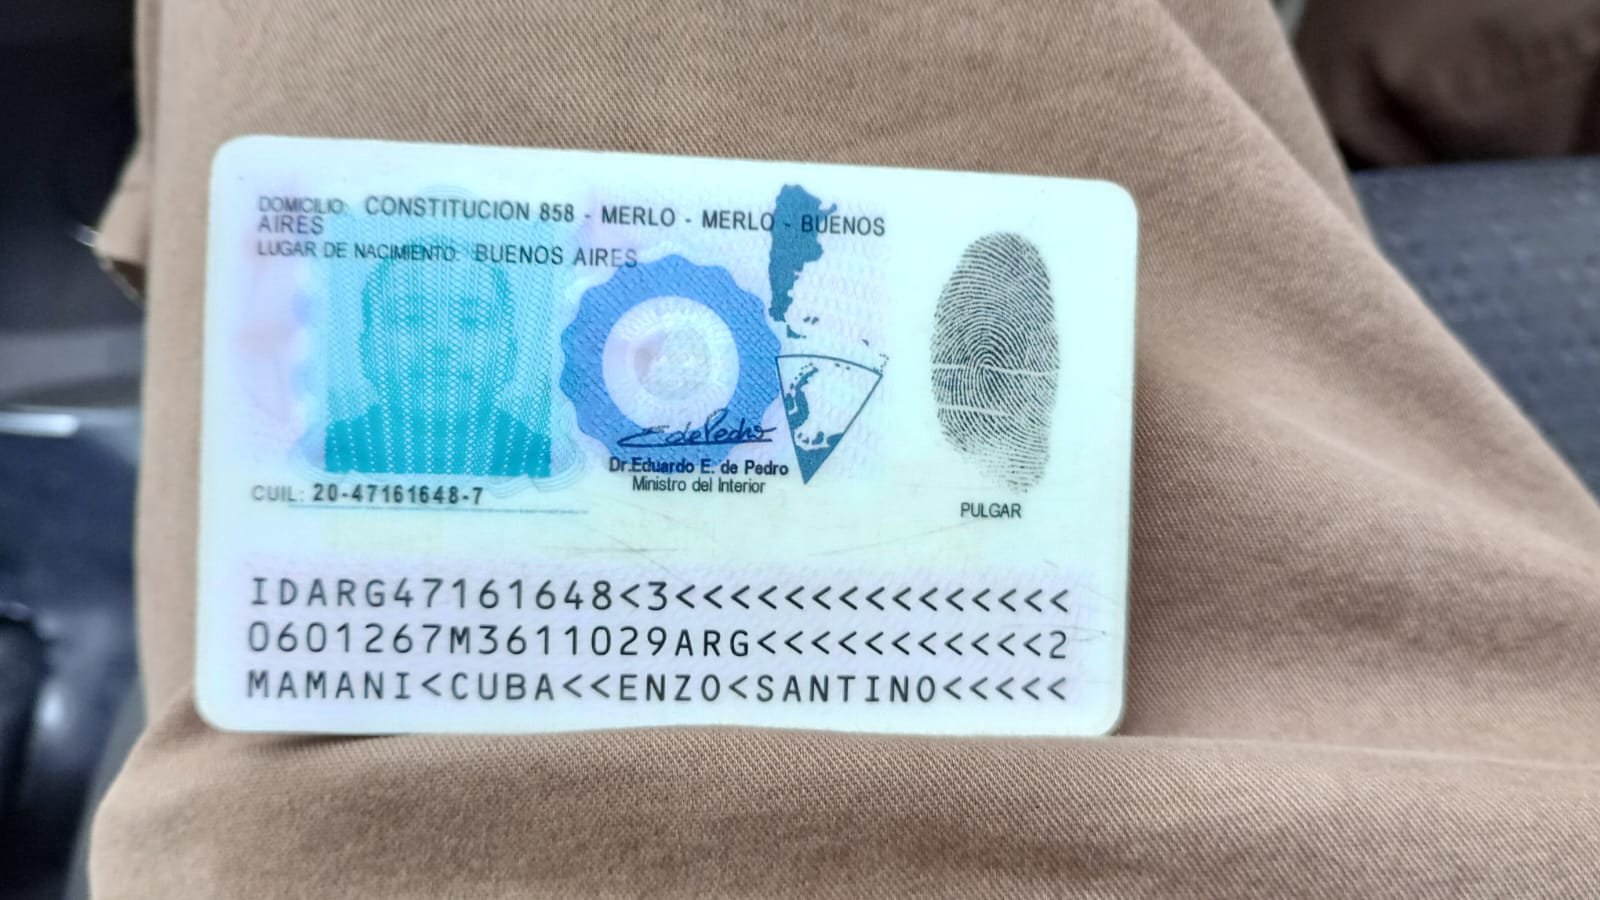 DOMICILIO: CONSTITUCION 858 - MERLO - MERLO - BUENOS
AIRES
LUGAR DE NACIMIENTO: BUENOS AIRES
EdePedro
Dr.Eduardo E. de Pedro
Ministro del Interior
CUIL: 20-47161648-7
PULGAR
IDARG47161648<3<<<<<<<<<<<<<<<
0601267M3611029ARG<<<<<<<<<<<2
MAMANI<CUBA<<ENZO<SANTINO<<<<<